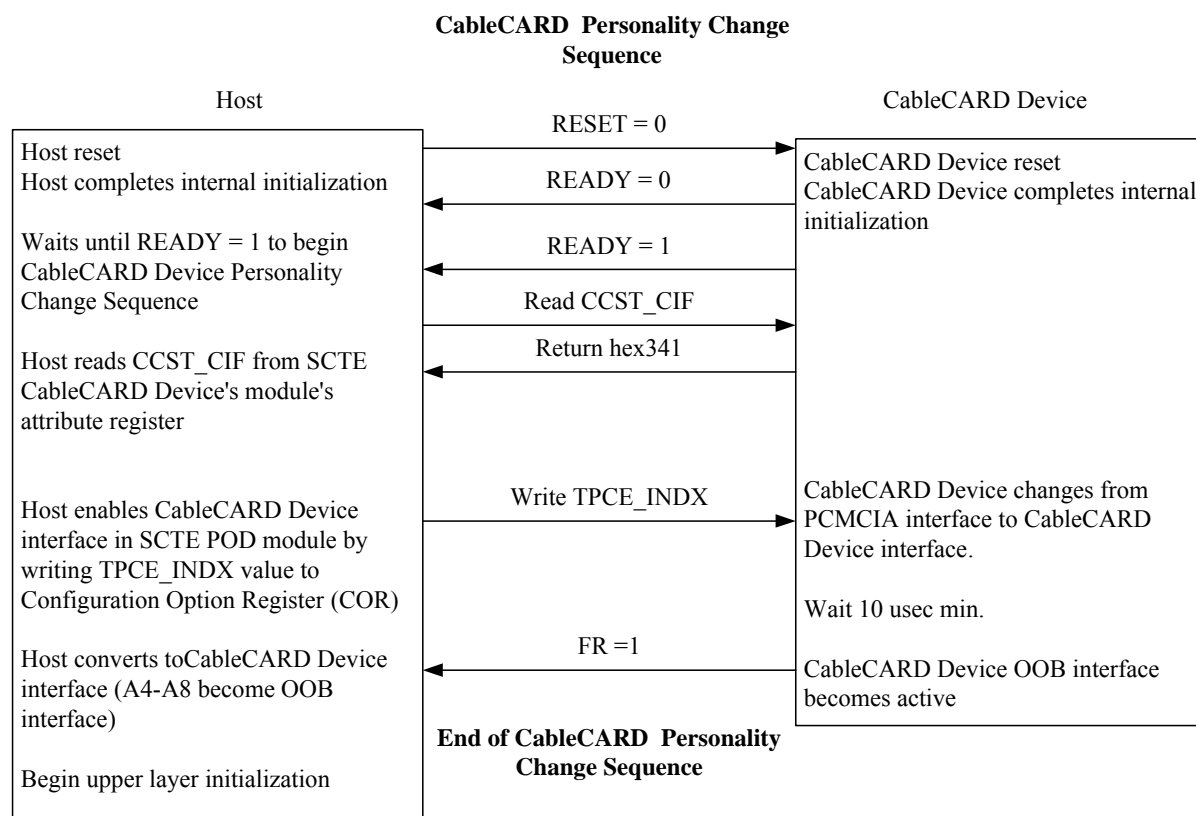 CableCARD  Personality Change
Sequence
Host
CableCARD Device
RESET = 0
Host reset
Host completes internal initialization
CableCARD Device reset
CableCARD Device completes internal
initialization
READY = 0
Waits until READY = 1 to begin
CableCARD Device Personality
Change Sequence
READY = 1
Read CCST_CIF
Return hex341
Host reads CCST_CIF from SCTE
CableCARD Device's module's
attribute register
Host enables CableCARD Device
interface in SCTE POD module by
writing TPCE_INDX value to
Configuration Option Register (COR)
Write TPCE_INDX
CableCARD Device changes from
PCMCIA interface to CableCARD
Device interface.
Wait 10 usec min.
FR =1
Host converts toCableCARD Device
interface (A4-A8 become OOB
interface)
CableCARD Device OOB interface
becomes active
End of CableCARD  Personality
Change Sequence
Begin upper layer initialization